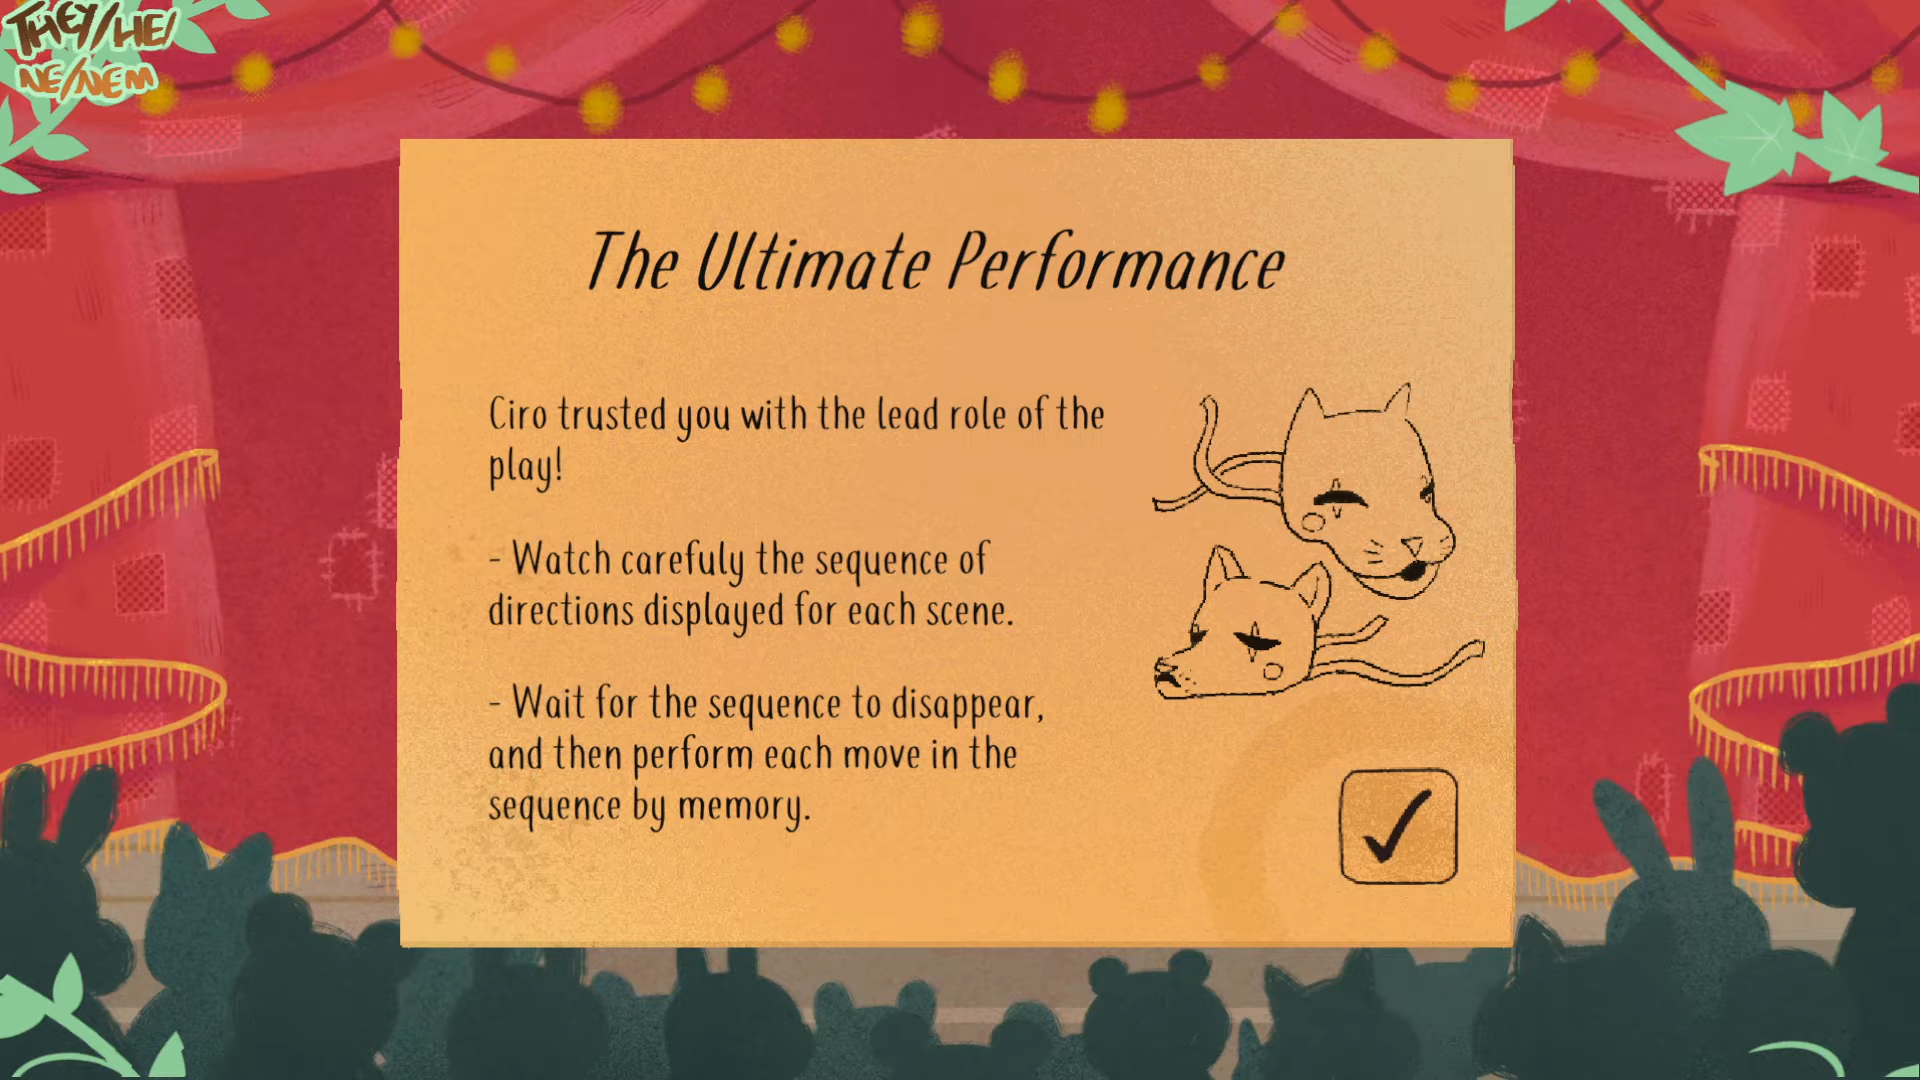 THEY/HE/
NE/NEM
The Ultimate Performance
Ciro trusted you with the lead role of the
play!
- Watch carefuly the sequence of
directions displayed for each scene.
- Wait for the sequence to disappear,
and then perform each move in the
sequence by memory.